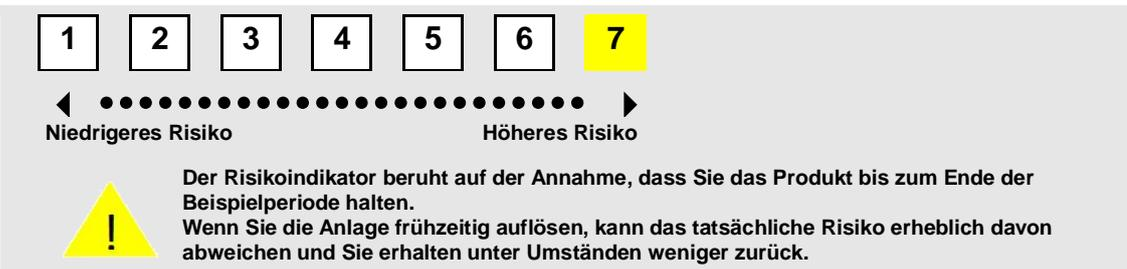 1 2 3 4 5 6 7
Niedrigeres Risiko Höheres Risiko
Der Risikoindikator beruht auf der Annahme, dass Sie das Produkt bis zum Ende der
Beispielperiode halten.
Wenn Sie die Anlage frühzeitig auflösen, kann das tatsächliche Risiko erheblich davon
abweichen und Sie erhalten unter Umständen weniger zurück.
!